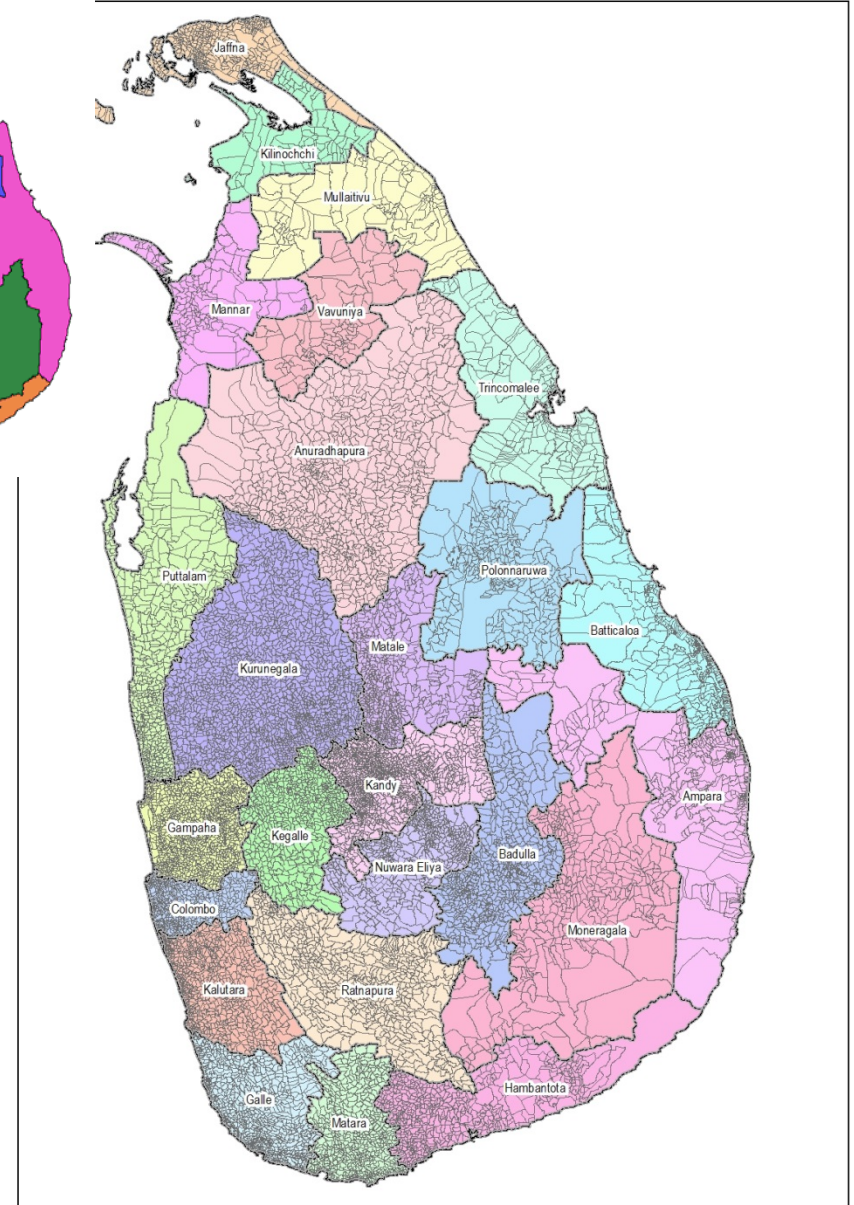 Jaffna
Kilinochchi
Mullaitivu
Mannar
Vavuniya
Trincomalee
Anuradhapura
Polonnaruwa
Puttalam
Batticaloa
Matale
Kurunegala
Kandy
Ampara
Gampaha
Kegalle
Badulla
Nuwara Eliya
Colombo
Moneragala
Kalutara
Ratnapura
Hambantota
Galle
Matara